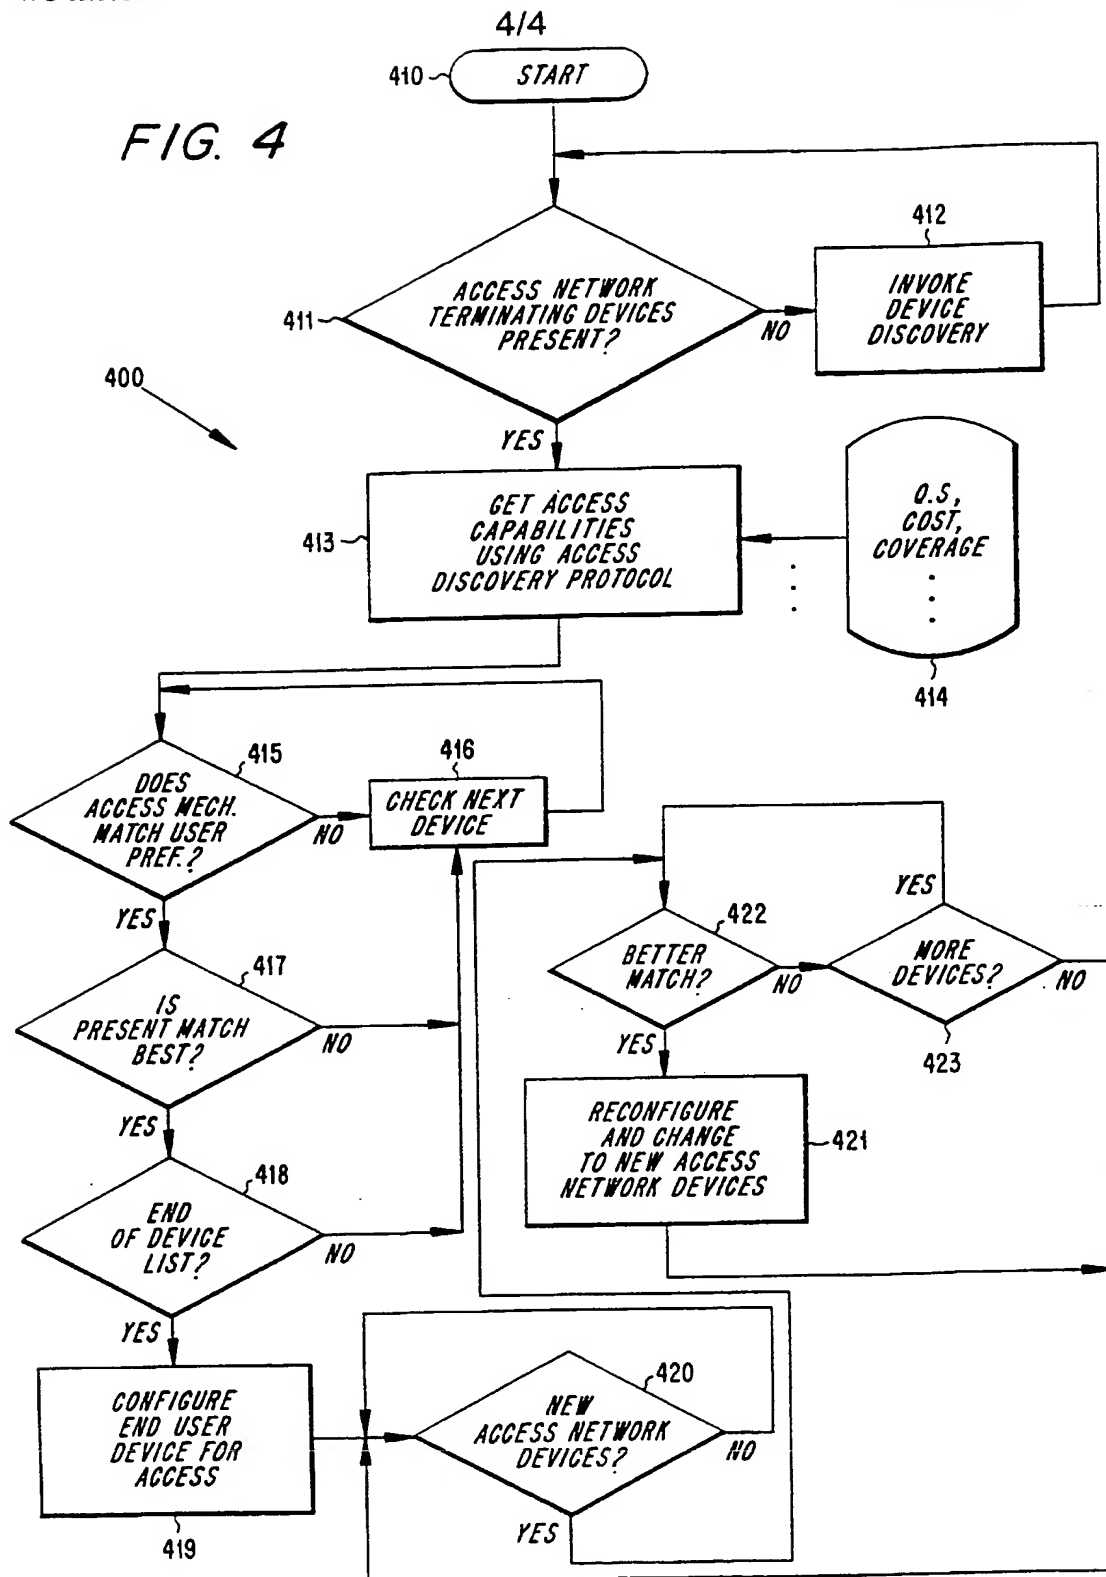 4/4
410
START
FIG. 4
412
ACCESS NETWORK
TERMINATING DEVICES
PRESENT?
411
NO
INVOKE
DEVICE
DISCOVERY
400
YES
GET ACCESS
CAPABILITIES
USING ACCESS
DISCOVERY PROTOCOL
413
Q.S,
COST,
COVERAGE
414
415
DOES
ACCESS MECH.
MATCH USER
PREF.?
NO
416
CHECK NEXT
DEVICE
YES
417
IS
PRESENT MATCH
BEST?
NO
YES
418
END
OF DEVICE
LIST?
NO
YES
CONFIGURE
END USER
DEVICE FOR
ACCESS
419
420
NEW
ACCESS NETWORK
DEVICES?
NO
YES
422
BETTER
MATCH?
NO
YES
MORE
DEVICES?
YES
NO
423
RECONFIGURE
AND CHANGE
TO NEW ACCESS
NETWORK DEVICES
421